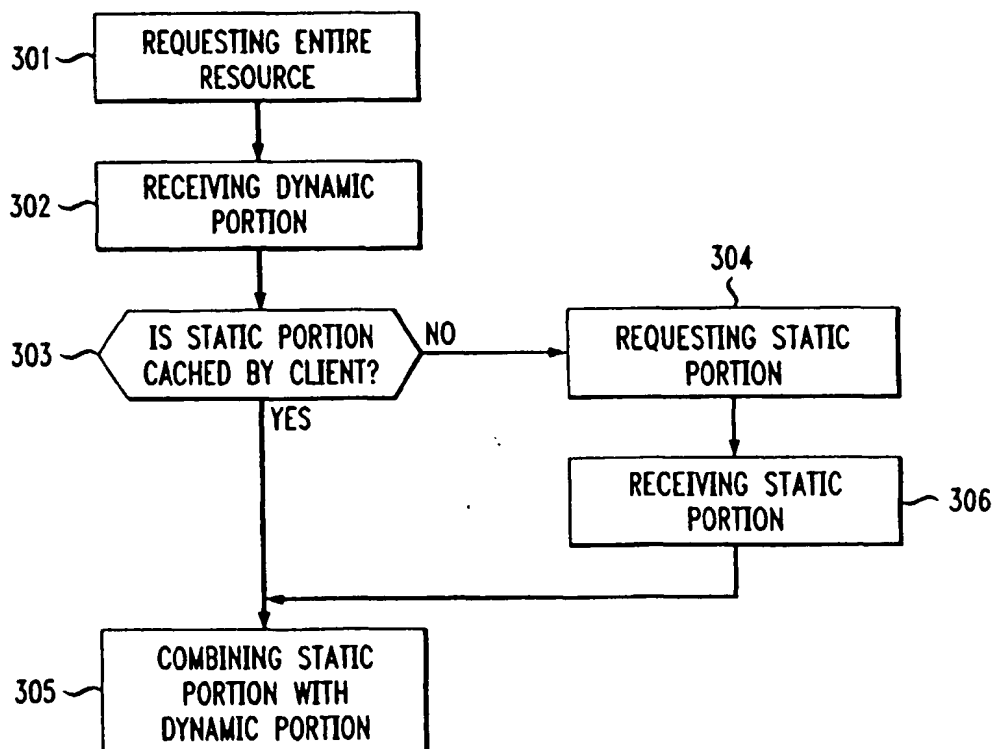 301
REQUESTING ENTIRE
RESOURCE
302
RECEIVING DYNAMIC
PORTION
303
IS STATIC PORTION
CACHED BY CLIENT?
NO
YES
304
REQUESTING STATIC
PORTION
RECEIVING STATIC
PORTION
306
305
COMBINING STATIC
PORTION WITH
DYNAMIC PORTION